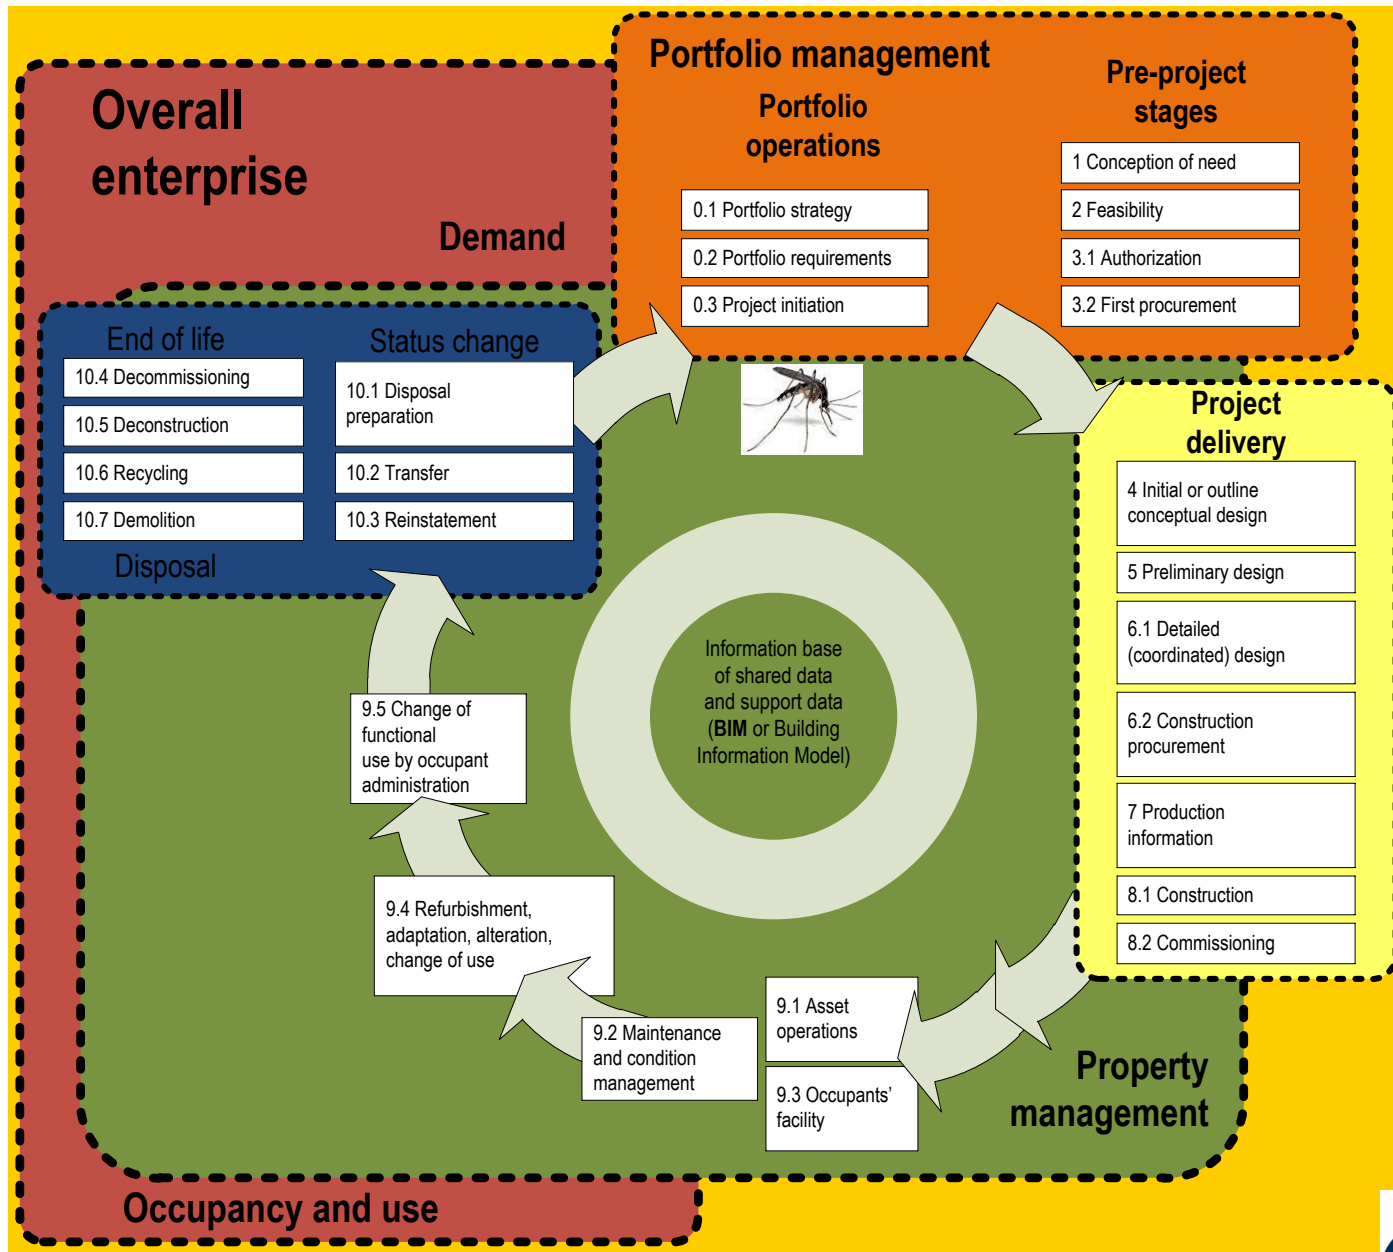 Overall
enterprise
Demand
Portfolio management
Portfolio
operations
0.1 Portfolio strategy
0.2 Portfolio requirements
0.3 Project initiation
Pre-project
stages
1 Conception of need
2 Feasibility
3.1 Authorization
3.2 First procurement
Project
delivery
4 Initial or outline
conceptual design
5 Preliminary design
6.1 Detailed
(coordinated) design
6.2 Construction
procurement
7 Production
information
8.1 Construction
8.2 Commissioning
Property
management
9.1 Asset
operations
9.3 Occupants’
facility
9.2 Maintenance
and condition
management
9.4 Refurbishment,
adaptation, alteration,
change of use
9.5 Change of
functional
use by occupant
administration
End of life
10.4 Decommissioning
10.5 Deconstruction
10.6 Recycling
10.7 Demolition
Status change
10.1 Disposal
preparation
10.2 Transfer
10.3 Reinstatement
Disposal
Information base
of shared data
and support data
(BIM or Building
Information Model)
Occupancy and use